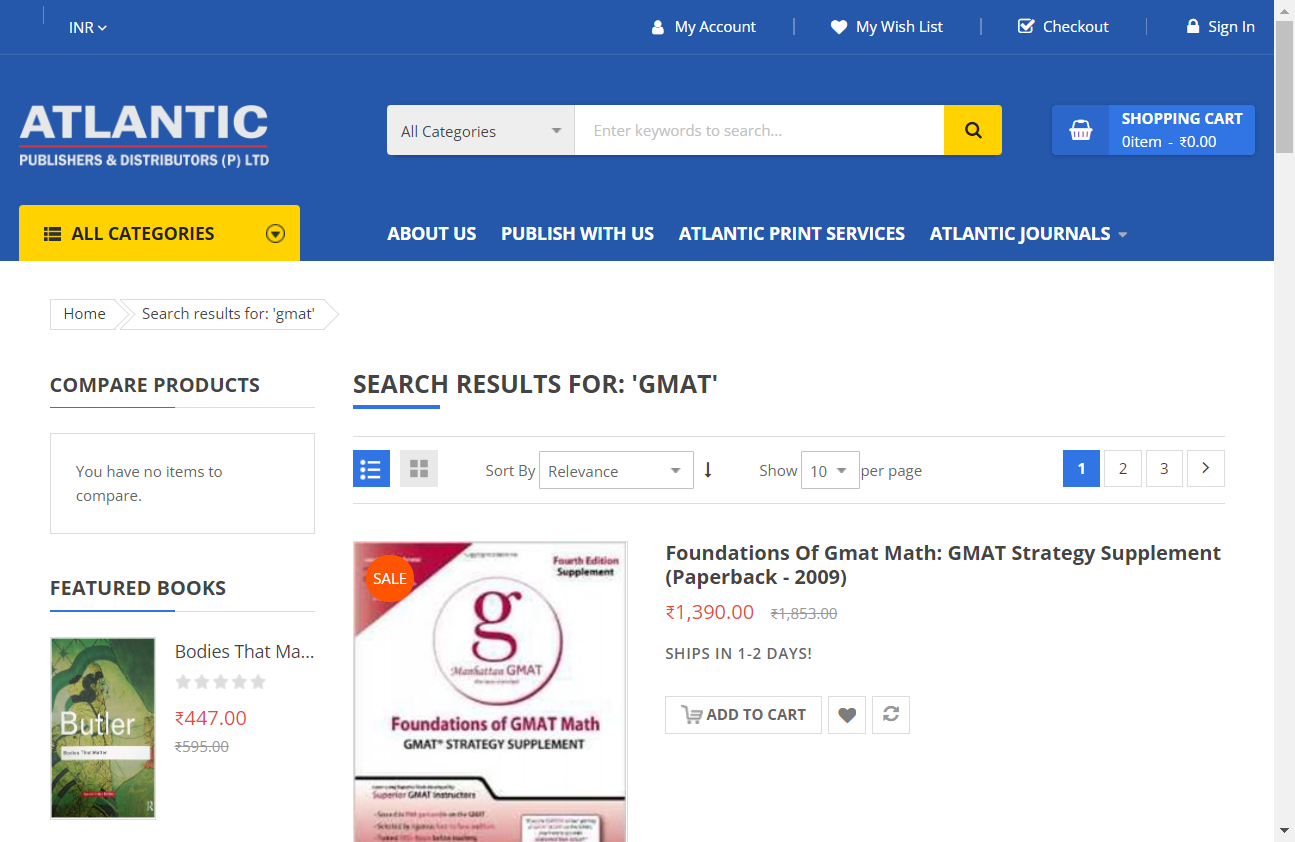 INR
My Account
My Wish List
Checkout
Sign In
ATLANTIC
PUBLISHERS & DISTRIBUTORS (P) LTD
All Categories
Enter keywords to search...
SHOPPING CART
0item - ₹0.00
ALL CATEGORIES
ABOUT US
PUBLISH WITH US
ATLANTIC PRINT SERVICES
ATLANTIC JOURNALS
Home
Search results for: 'gmat'
COMPARE PRODUCTS
You have no items to
compare.
FEATURED BOOKS
Butler
Bodies That Matter
R
Bodies That Ma...
₹447.00
₹595.00
SEARCH RESULTS FOR: 'GMAT'
Sort By
Relevance
Show
10
per page
1
2
3
SALE
Fourth Edition
Supplement
g
Manhattan GMAT
Foundations of GMAT Math
GMAT® STRATEGY SUPPLEMENT
Superior GMAT Instructors
Foundations Of Gmat Math: GMAT Strategy Supplement
(Paperback - 2009)
₹1,390.00
₹1,853.00
SHIPS IN 1-2 DAYS!
ADD TO CART